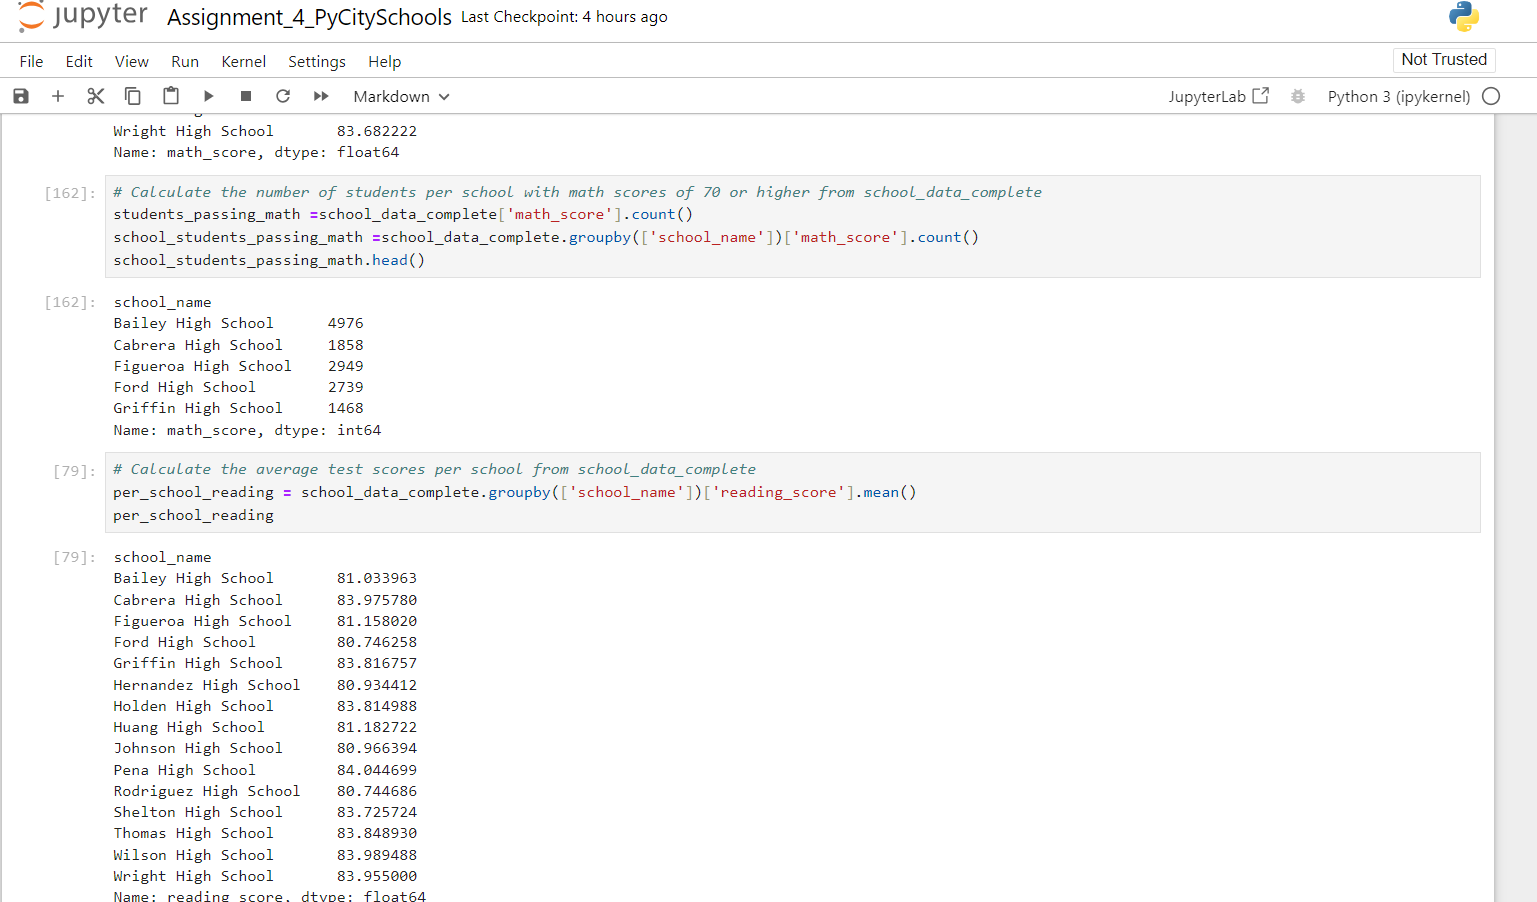 jupyter Assignment_4_PyCitySchools Last Checkpoint: 4 hours ago
File Edit View Run Kernel Settings Help Not Trusted
Markdown JupyterLab Python 3 (ipykernel)
Wright High School 83.682222
Name: math_score, dtype: float64
[162]: # Calculate the number of students per school with math scores of 70 or higher from school_data_complete
students_passing_math =school_data_complete['math_score'].count()
school_students_passing_math =school_data_complete.groupby(['school_name'])['math_score'].count()
school_students_passing_math.head()
[162]: school_name
Bailey High School 4976
Cabrera High School 1858
Figueroa High School 2949
Ford High School 2739
Griffin High School 1468
Name: math_score, dtype: int64
[79]: # Calculate the average test scores per school from school_data_complete
per_school_reading = school_data_complete.groupby(['school_name'])['reading_score'].mean()
per_school_reading
[79]: school_name
Bailey High School 81.033963
Cabrera High School 83.975780
Figueroa High School 81.158020
Ford High School 80.746258
Griffin High School 83.816757
Hernandez High School 80.934412
Holden High School 83.814988
Huang High School 81.182722
Johnson High School 80.966394
Pena High School 84.044699
Rodriguez High School 80.744686
Shelton High School 83.725724
Thomas High School 83.848930
Wilson High School 83.989488
Wright High School 83.955000
Name: reading_score, dtype: float64